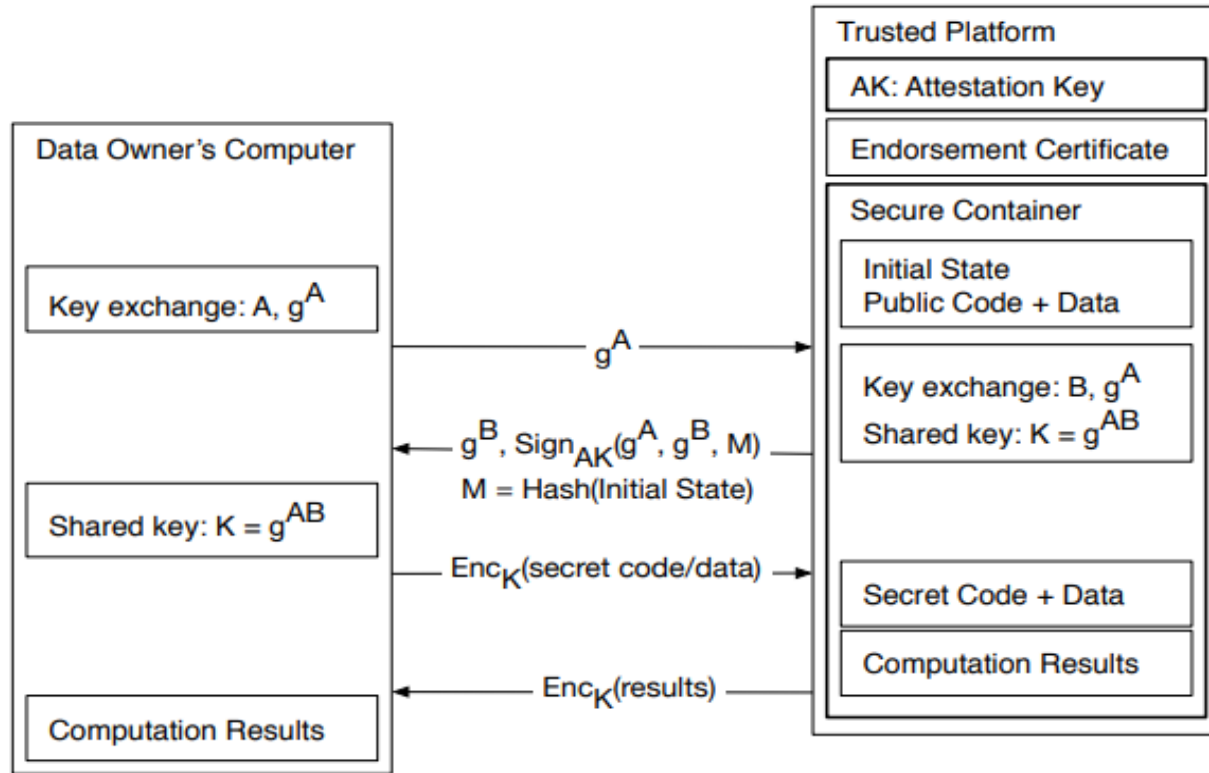 Data Owner's Computer
Key exchange: A, g^A
Shared key: K = g^AB
Computation Results
g^A
g^B, Sign_AK(g^A, g^B, M)
M = Hash(Initial State)
Enc_K(secret code/data)
Enc_K(results)
Trusted Platform
AK: Attestation Key
Endorsement Certificate
Secure Container
Initial State
Public Code + Data
Key exchange: B, g^A
Shared key: K = g^AB
Secret Code + Data
Computation Results